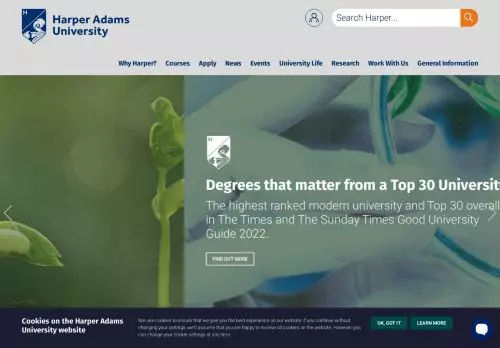 Harper Adams
University
Search Harper...
Why Harper? Courses Apply News Events University Life Research Work With Us General Information
Degrees that matter from a Top 30 Universit
The highest ranked modern university and Top 30 overall
in The Times and The Sunday Times Good University
Guide 2022.
FIND OUT MORE
Cookies on the Harper Adams
University website
We use cookies to ensure that we give you the best experience on our website. If you continue without
changing your settings, we'll assume that you are happy to receive all cookies on the website. However you
can change your cookie settings at any time.
OK, GOT IT
LEARN MORE